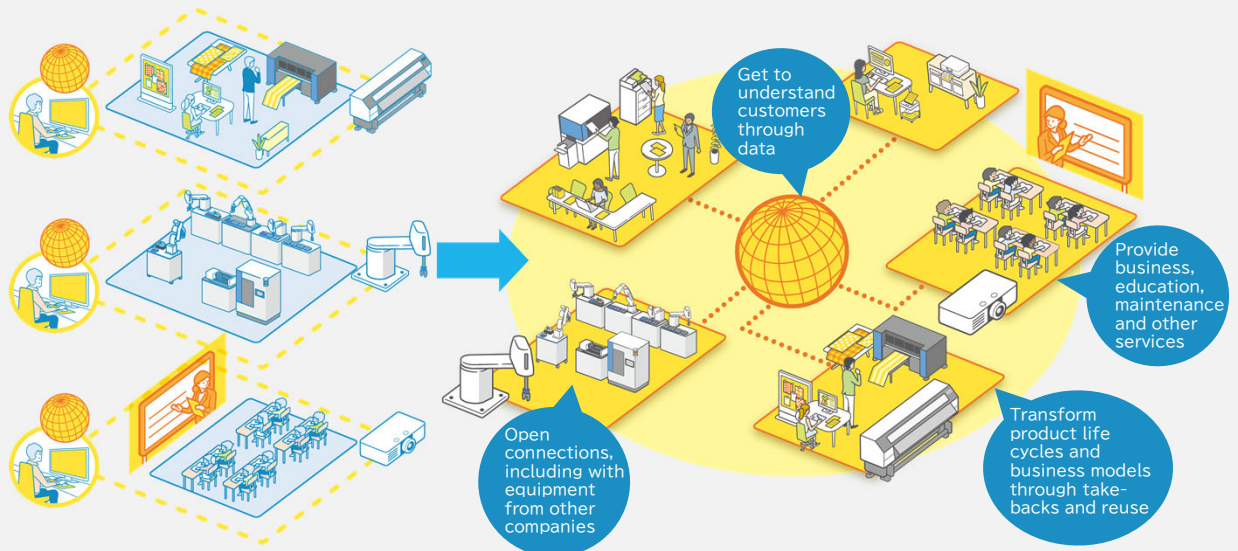 Get to
understand
customers
through
data
Provide
business,
education,
maintenance
and other
services
Open
connections,
including with
equipment
from other
companies
Transform
product life
cycles and
business models
through take-
backs and reuse